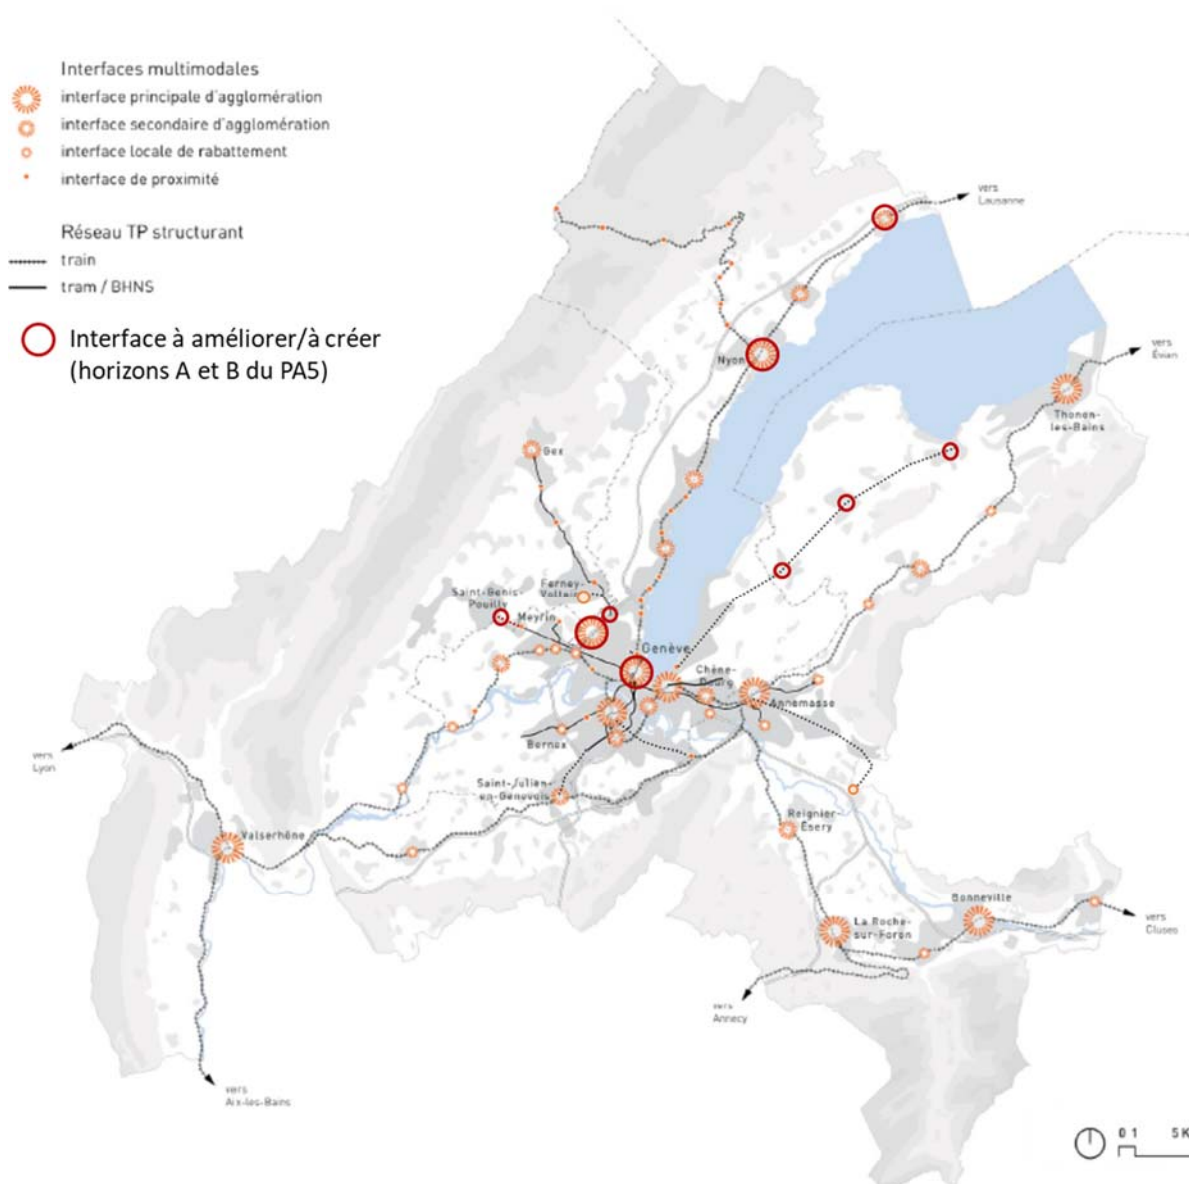 Interfaces multimodales
interface principale d'agglomération
interface secondaire d'agglomération
interface locale de rabattement
interface de proximité
Réseau TP structurant
train
tram / BHNS
Interface à améliorer/à créer
(horizons A et B du PA5)
vers
Lausanne
Nyon
vers
Évian
Thonon-
les-Bains
Gex
Ferney-
Voltaire
Saint-Genis-
Pouilly
Meyrin
Genève
Chêne-
Bourg
Annemasse
Bernex
vers
Lyon
Saint-Julien-
en-Genevois
Valserhône
Reignier-
Ésery
Bonneville
La Roche-
sur-Foron
vers
Cluses
vers
Annecy
vers
Aix-les-Bains
0 1 5 K